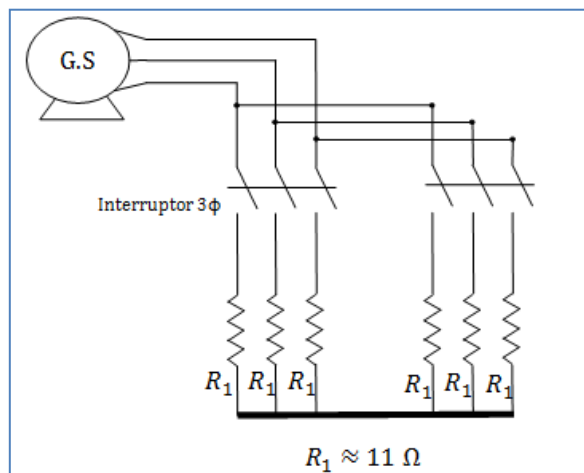 G.S
Interruptor 3ϕ
R₁ R₁ R₁ R₁ R₁ R₁
R₁ ≈ 11 Ω